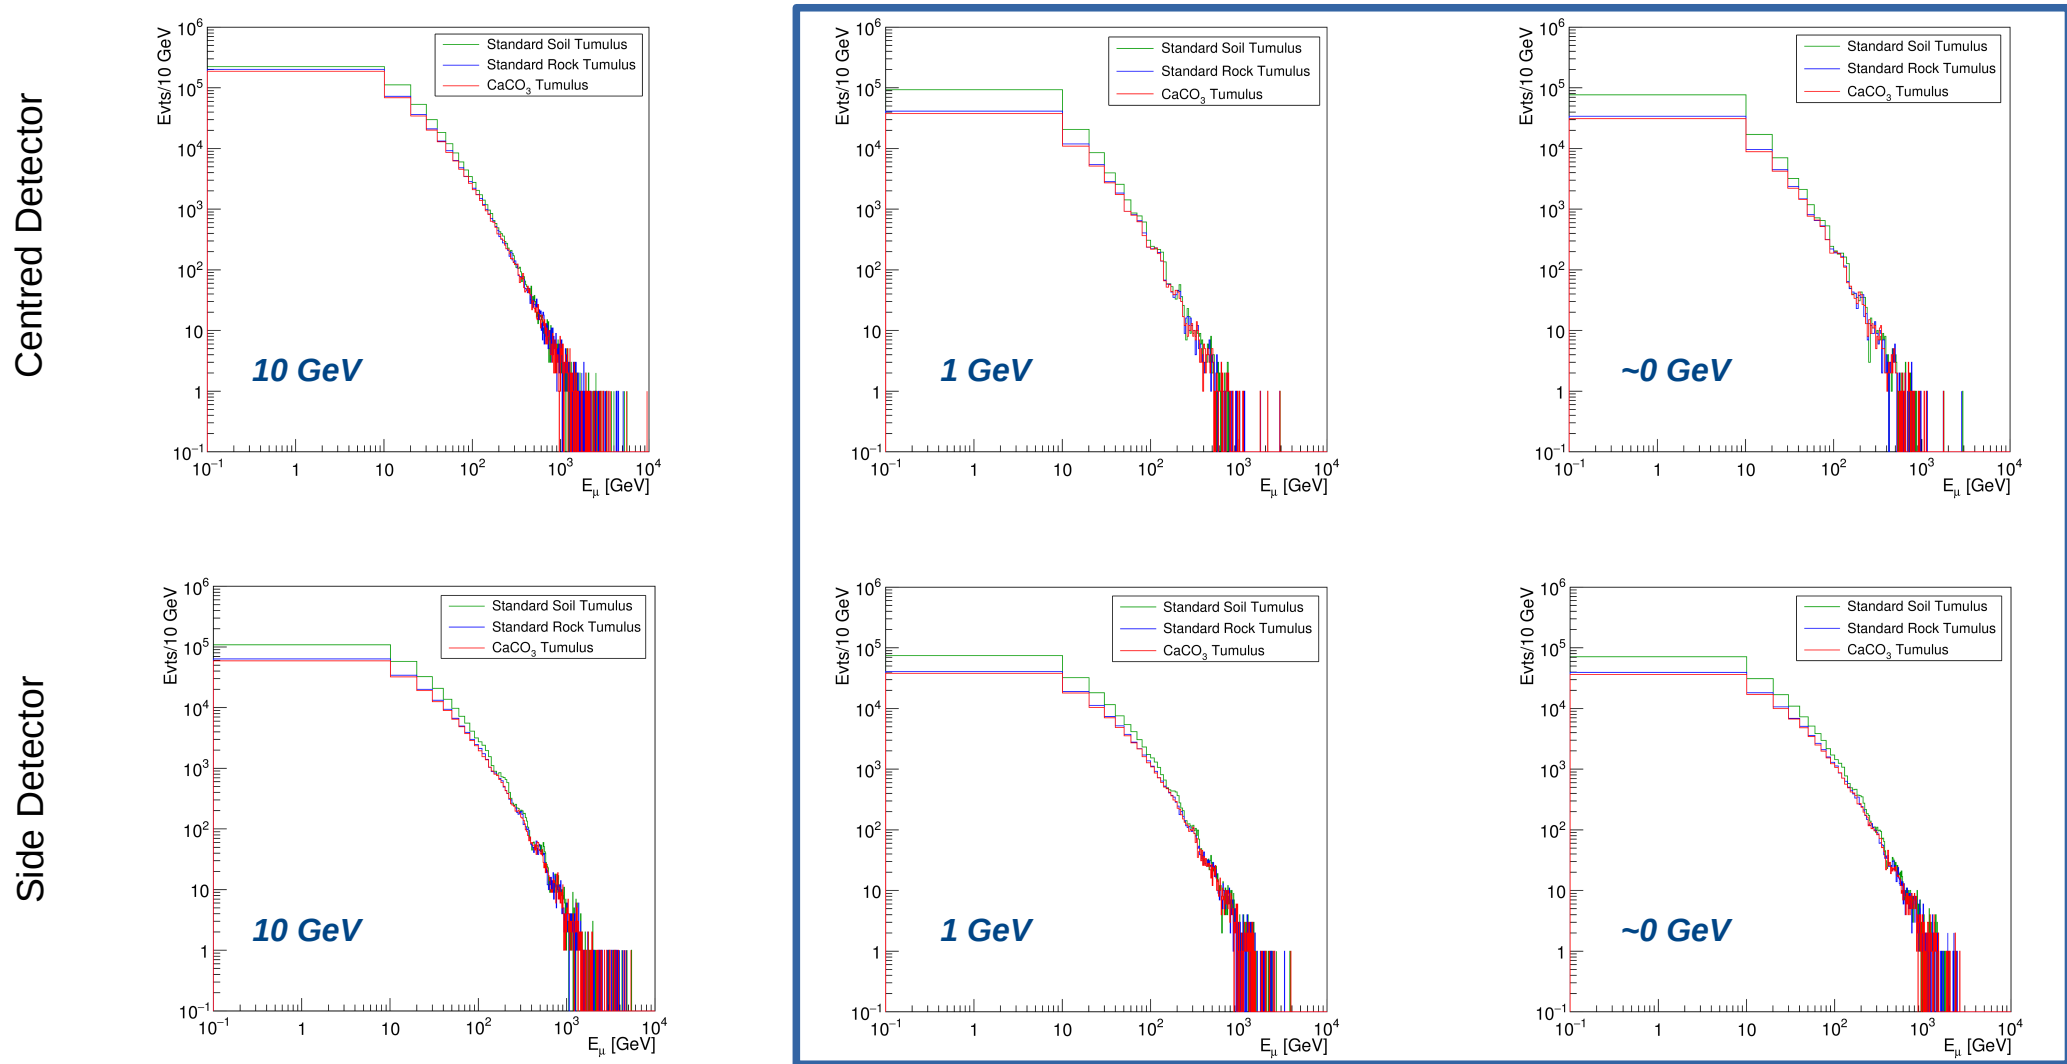 Centred Detector
Evts/10 GeV
10⁶
10⁵
10⁴
10³
10²
10
1
10⁻¹
Standard Soil Tumulus
Standard Rock Tumulus
CaCO₃ Tumulus
10 GeV
10⁻¹ 1 10 10² 10³ 10⁴
E_μ [GeV]
Evts/10 GeV
10⁶
10⁵
10⁴
10³
10²
10
1
10⁻¹
Standard Soil Tumulus
Standard Rock Tumulus
CaCO₃ Tumulus
1 GeV
10⁻¹ 1 10 10² 10³ 10⁴
E_μ [GeV]
Evts/10 GeV
10⁶
10⁵
10⁴
10³
10²
10
1
10⁻¹
Standard Soil Tumulus
Standard Rock Tumulus
CaCO₃ Tumulus
~0 GeV
10⁻¹ 1 10 10² 10³ 10⁴
E_μ [GeV]
Side Detector
Evts/10 GeV
10⁶
10⁵
10⁴
10³
10²
10
1
10⁻¹
Standard Soil Tumulus
Standard Rock Tumulus
CaCO₃ Tumulus
10 GeV
10⁻¹ 1 10 10² 10³ 10⁴
E_μ [GeV]
Evts/10 GeV
10⁶
10⁵
10⁴
10³
10²
10
1
10⁻¹
Standard Soil Tumulus
Standard Rock Tumulus
CaCO₃ Tumulus
1 GeV
10⁻¹ 1 10 10² 10³ 10⁴
E_μ [GeV]
Evts/10 GeV
10⁶
10⁵
10⁴
10³
10²
10
1
10⁻¹
Standard Soil Tumulus
Standard Rock Tumulus
CaCO₃ Tumulus
~0 GeV
10⁻¹ 1 10 10² 10³ 10⁴
E_μ [GeV]